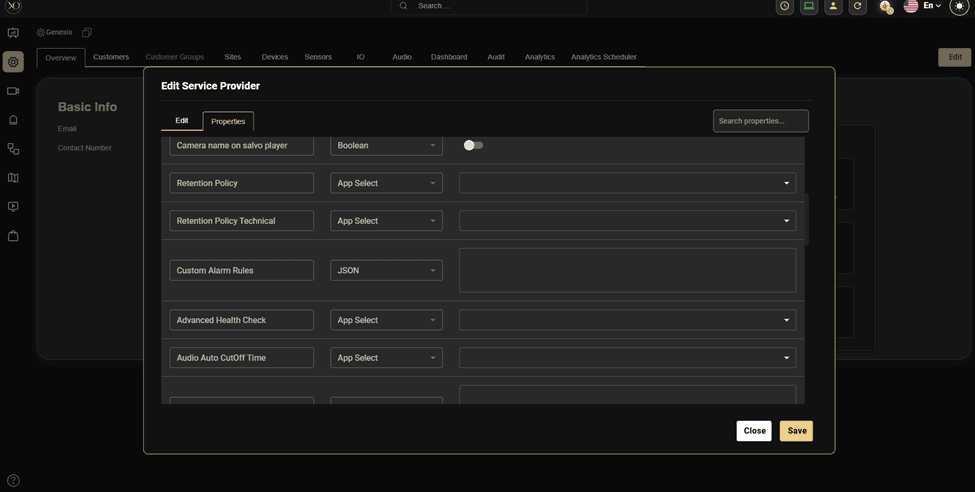 Search ...
En
Genesis
Overview
Customers
Customer Groups
Sites
Devices
Sensors
IO
Audio
Dashboard
Audit
Analytics
Analytics Scheduler
Edit
Basic Info
Email
Contact Number
Edit Service Provider
Edit
Properties
Search properties...
Camera name on salvo player
Boolean
Retention Policy
App Select
Retention Policy Technical
App Select
Custom Alarm Rules
JSON
Advanced Health Check
App Select
Audio Auto CutOff Time
App Select
Close
Save